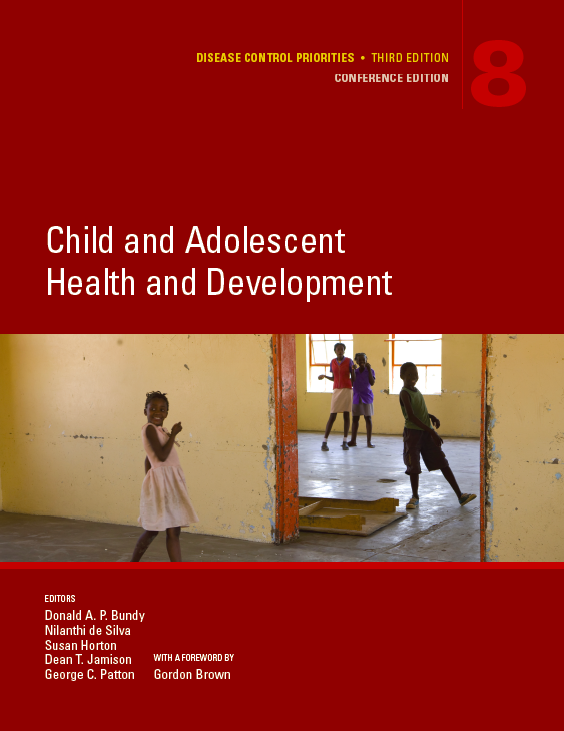 DISEASE CONTROL PRIORITIES • THIRD EDITION
CONFERENCE EDITION
8
Child and Adolescent
Health and Development
EDITORS
Donald A. P. Bundy
Nilanthi de Silva
Susan Horton
Dean T. Jamison
George C. Patton
WITH A FOREWORD BY
Gordon Brown